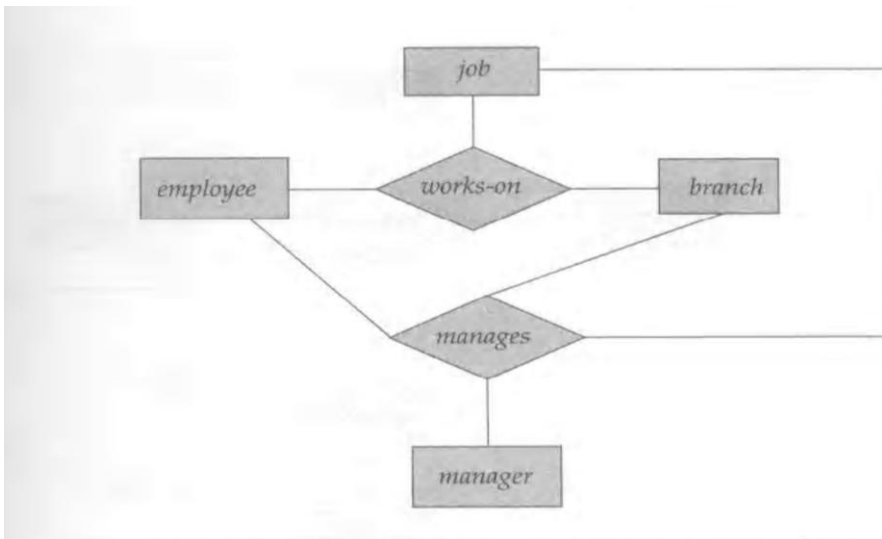 job
employee
works-on
branch
manages
manager